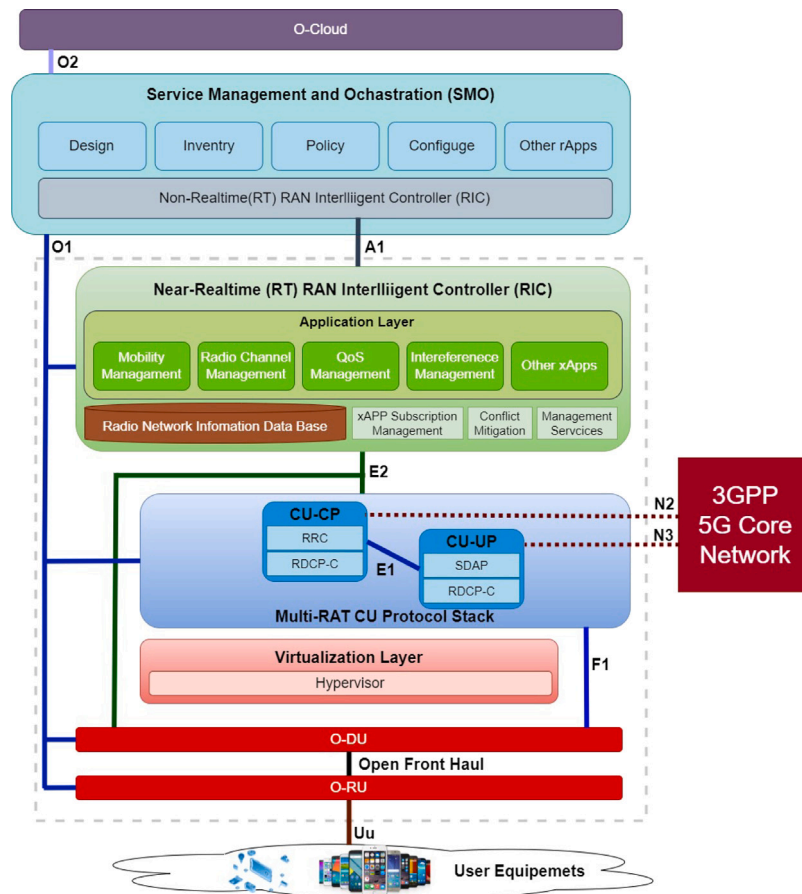 O-Cloud
O2
Service Management and Ochastration (SMO)
Design
Inventry
Policy
Configuge
Other rApps
Non-Realtime(RT) RAN Interlliigent Controller (RIC)
O1
A1
Near-Realtime (RT) RAN Interlliigent Controller (RIC)
Application Layer
Mobility
Managament
Radio Channel
Management
QoS
Management
Intereferenece
Management
Other xApps
Radio Network Infomation Data Base
xAPP Subscription
Management
Conflict
Mitigation
Management
Servcices
E2
CU-CP
RRC
RDCP-C
E1
CU-UP
SDAP
RDCP-C
Multi-RAT CU Protocol Stack
N2
N3
3GPP
5G Core
Network
Virtualization Layer
Hypervisor
F1
O-DU
Open Front Haul
O-RU
Uu
User Equipemets